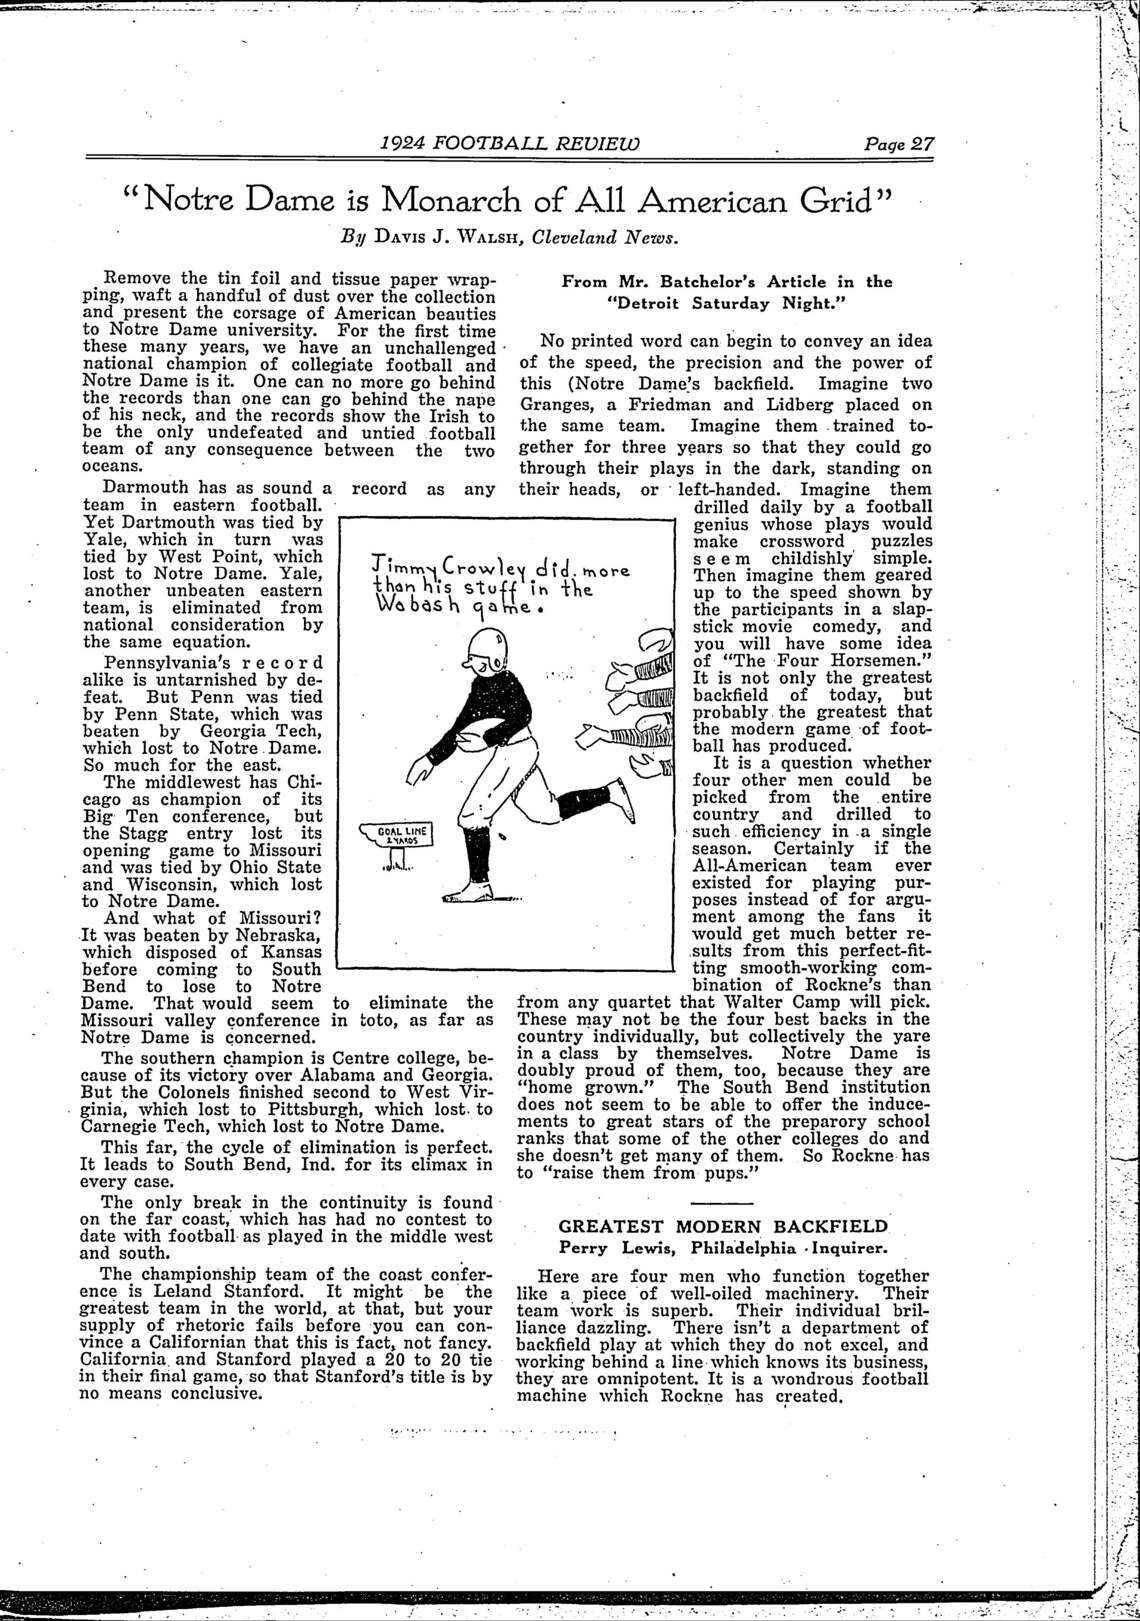 1924 FOOTBALL REVIEW
Page 27
"Notre Dame is Monarch of All American Grid"
By DAVIS J. WALSH, Cleveland News.
Remove the tin foil and tissue paper wrap-
ping, waft a handful of dust over the collection
and present the corsage of American beauties
to Notre Dame university. For the first time
these many years, we have an unchallenged
national champion of collegiate football and
Notre Dame is it. One can no more go behind
the records than one can go behind the nape
of his neck, and the records show the Irish to
be the only undefeated and untied football
team of any consequence between the two
oceans.
Darmouth has as sound a record as any
team in eastern football.
Yet Dartmouth was tied by
Yale, which in turn was
tied by West Point, which
lost to Notre Dame. Yale,
another unbeaten eastern
team, is eliminated from
national consideration by
the same equation.
Pennsylvania's record
alike is untarnished by de-
feat. But Penn was tied
by Penn State, which was
beaten by Georgia Tech,
which lost to Notre Dame.
So much for the east.
The middlewest has Chi-
cago as champion of its
Big Ten conference, but
the Stagg entry lost its
opening game to Missouri
and was tied by Ohio State
and Wisconsin, which lost
to Notre Dame.
And what of Missouri?
It was beaten by Nebraska,
which disposed of Kansas
before coming to South
Bend to lose to Notre
Dame. That would seem to eliminate the
Missouri valley conference in toto, as far as
Notre Dame is concerned.
The southern champion is Centre college, be-
cause of its victory over Alabama and Georgia.
But the Colonels finished second to West Vir-
ginia, which lost to Pittsburgh, which lost to
Carnegie Tech, which lost to Notre Dame.
This far, the cycle of elimination is perfect.
It leads to South Bend, Ind. for its climax in
every case.
The only break in the continuity is found
on the far coast, which has had no contest to
date with football as played in the middle west
and south.
The championship team of the coast confer-
ence is Leland Stanford. It might be the
greatest team in the world, at that, but your
supply of rhetoric fails before you can con-
vince a Californian that this is fact, not fancy.
California and Stanford played a 20 to 20 tie
in their final game, so that Stanford's title is by
no means conclusive.
Jimmy Crowley did more
than his stuff in the
Wabash game.
GOAL LINE
2 YARDS
From Mr. Batchelor's Article in the
"Detroit Saturday Night."
No printed word can begin to convey an idea
of the speed, the precision and the power of
this (Notre Dame's backfield. Imagine two
Granges, a Friedman and Lidberg placed on
the same team. Imagine them trained to-
gether for three years so that they could go
through their plays in the dark, standing on
their heads, or left-handed. Imagine them
drilled daily by a football
genius whose plays would
make crossword puzzles
seem childishly simple.
Then imagine them geared
up to the speed shown by
the participants in a slap-
stick movie comedy, and
you will have some idea
of "The Four Horsemen."
It is not only the greatest
backfield of today, but
probably the greatest that
the modern game of foot-
ball has produced.
It is a question whether
four other men could be
picked from the entire
country and drilled to
such efficiency in a single
season. Certainly if the
All-American team ever
existed for playing pur-
poses instead of for argu-
ment among the fans it
would get much better re-
sults from this perfect-fit-
ting smooth-working com-
bination of Rockne's than
from any quartet that Walter Camp will pick.
These may not be the four best backs in the
country individually, but collectively the yare
in a class by themselves. Notre Dame is
doubly proud of them, too, because they are
"home grown." The South Bend institution
does not seem to be able to offer the induce-
ments to great stars of the preparory school
ranks that some of the other colleges do and
she doesn't get many of them. So Rockne has
to "raise them from pups."
GREATEST MODERN BACKFIELD
Perry Lewis, Philadelphia Inquirer.
Here are four men who function together
like a piece of well-oiled machinery. Their
team work is superb. Their individual bril-
liance dazzling. There isn't a department of
backfield play at which they do not excel, and
working behind a line which knows its business,
they are omnipotent. It is a wondrous football
machine which Rockne has created.